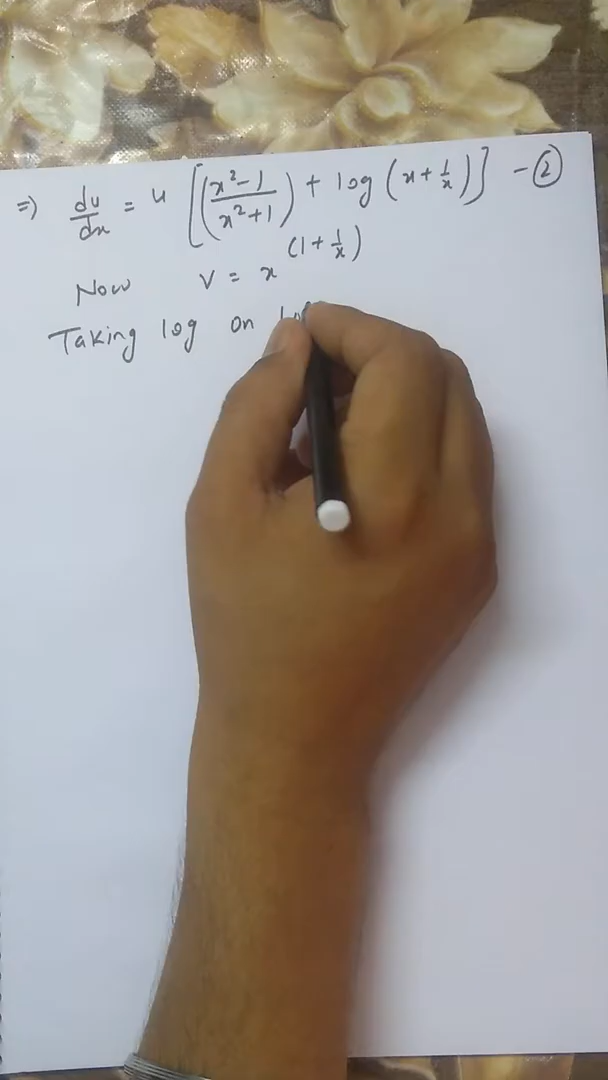 ⇒) du/dx = u [((x²-1)/(x²+1)) + log (x+1/x)] - ②
Now v = x^(1+1/x)
Taking log on